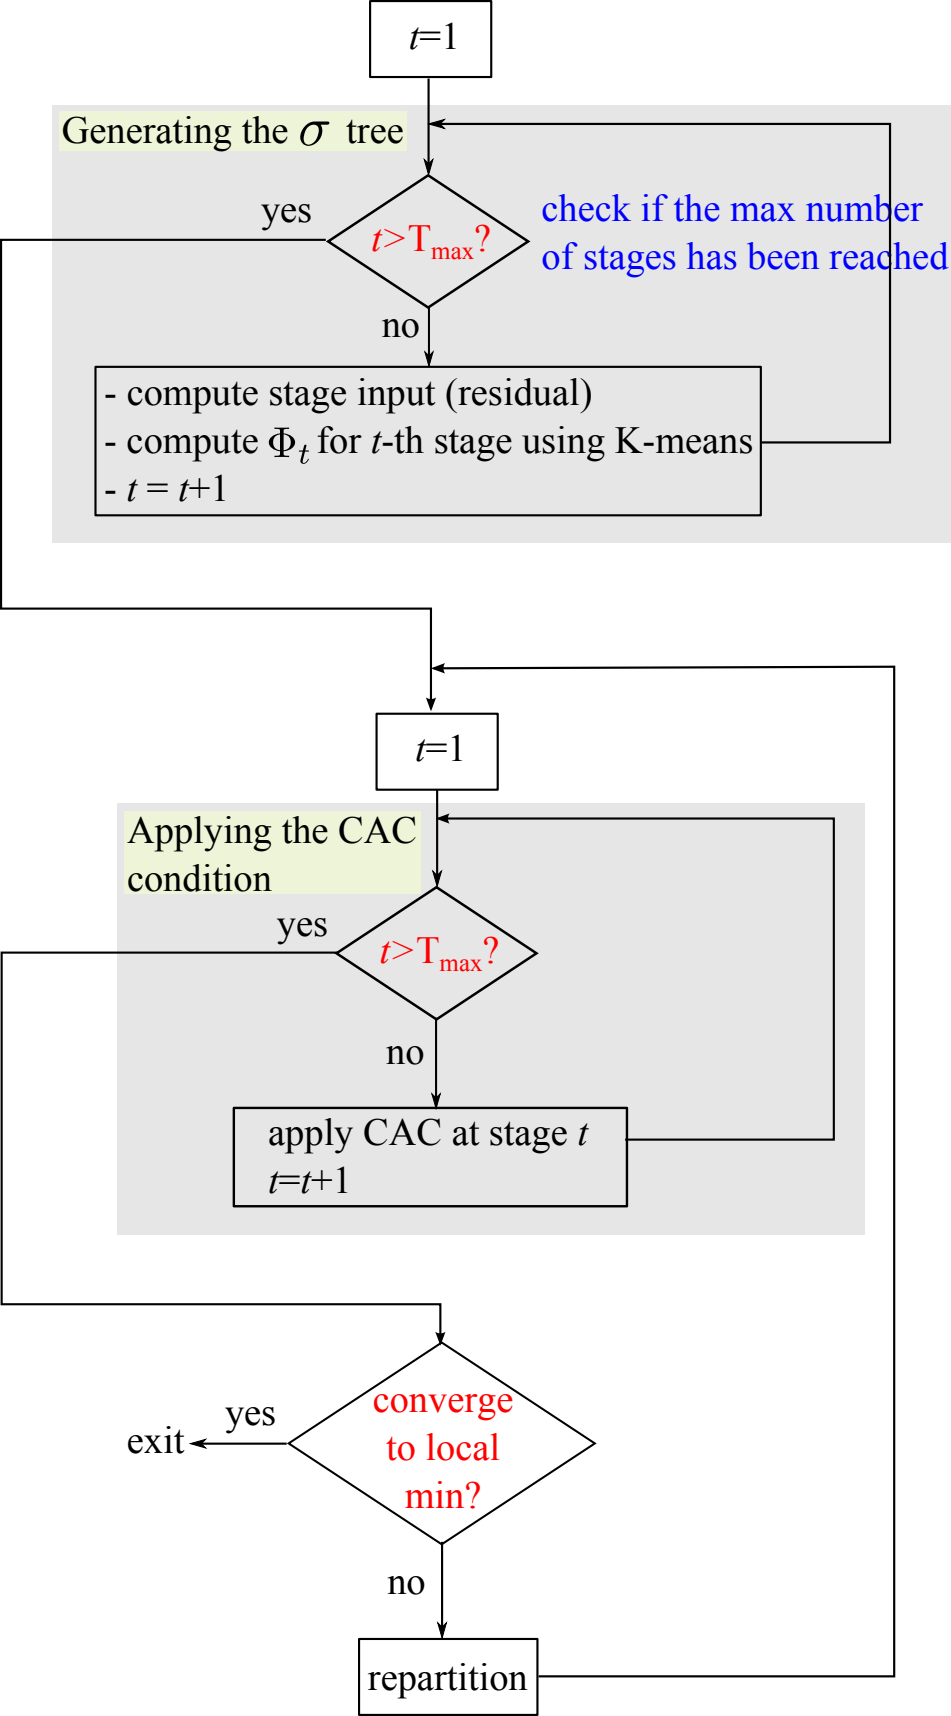 t=1
Generating the σ tree
yes
t>Tmax?
check if the max number
of stages has been reached
no
- compute stage input (residual)
- compute Φt for t-th stage using K-means
- t = t+1
t=1
Applying the CAC
condition
yes
t>Tmax?
no
apply CAC at stage t
t=t+1
converge
to local
min?
yes
exit
no
repartition